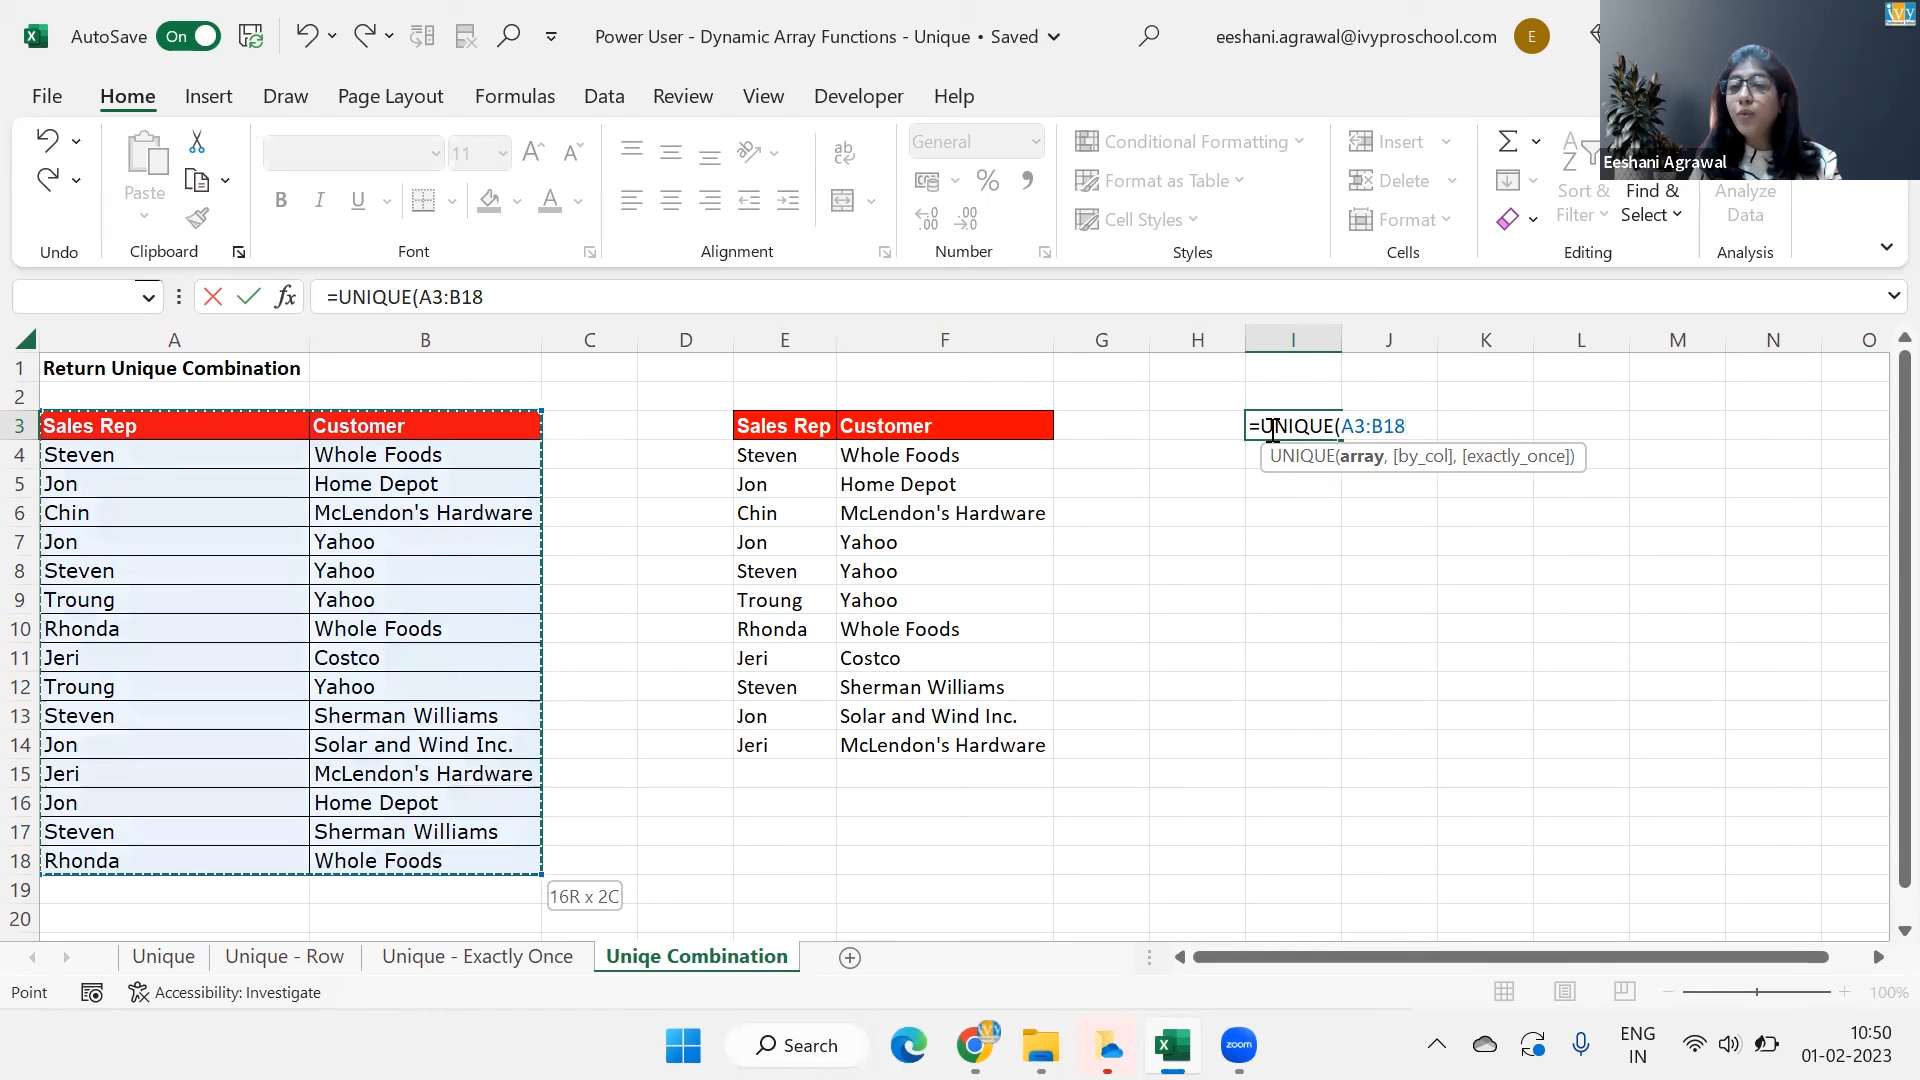 AutoSave On Power User - Dynamic Array Functions - Unique • Saved eeshani.agrawal@ivyproschool.com E
ivy
File Home Insert Draw Page Layout Formulas Data Review View Developer Help
Eeshani Agrawal
Paste
11
B I U A
General
Conditional Formatting
Format as Table
Cell Styles
Insert
Delete
Format
Sort & Filter
Find & Select
Analyze Data
Undo Clipboard Font Alignment Number Styles Cells Editing Analysis
fx =UNIQUE(A3:B18
A B C D E F G H I J K L M N O
1 Return Unique Combination
2
3 Sales Rep Customer Sales Rep Customer =UNIQUE(A3:B18
4 Steven Whole Foods Steven Whole Foods UNIQUE(array, [by_col], [exactly_once])
5 Jon Home Depot Jon Home Depot
6 Chin McLendon's Hardware Chin McLendon's Hardware
7 Jon Yahoo Jon Yahoo
8 Steven Yahoo Steven Yahoo
9 Troung Yahoo Troung Yahoo
10 Rhonda Whole Foods Rhonda Whole Foods
11 Jeri Costco Jeri Costco
12 Troung Yahoo Steven Sherman Williams
13 Steven Sherman Williams Jon Solar and Wind Inc.
14 Jon Solar and Wind Inc. Jeri McLendon's Hardware
15 Jeri McLendon's Hardware
16 Jon Home Depot
17 Steven Sherman Williams
18 Rhonda Whole Foods
19 16R x 2C
20
Unique Unique - Row Unique - Exactly Once Uniqe Combination
Point Accessibility: Investigate 100%
Search zoom ENG IN 10:50 01-02-2023